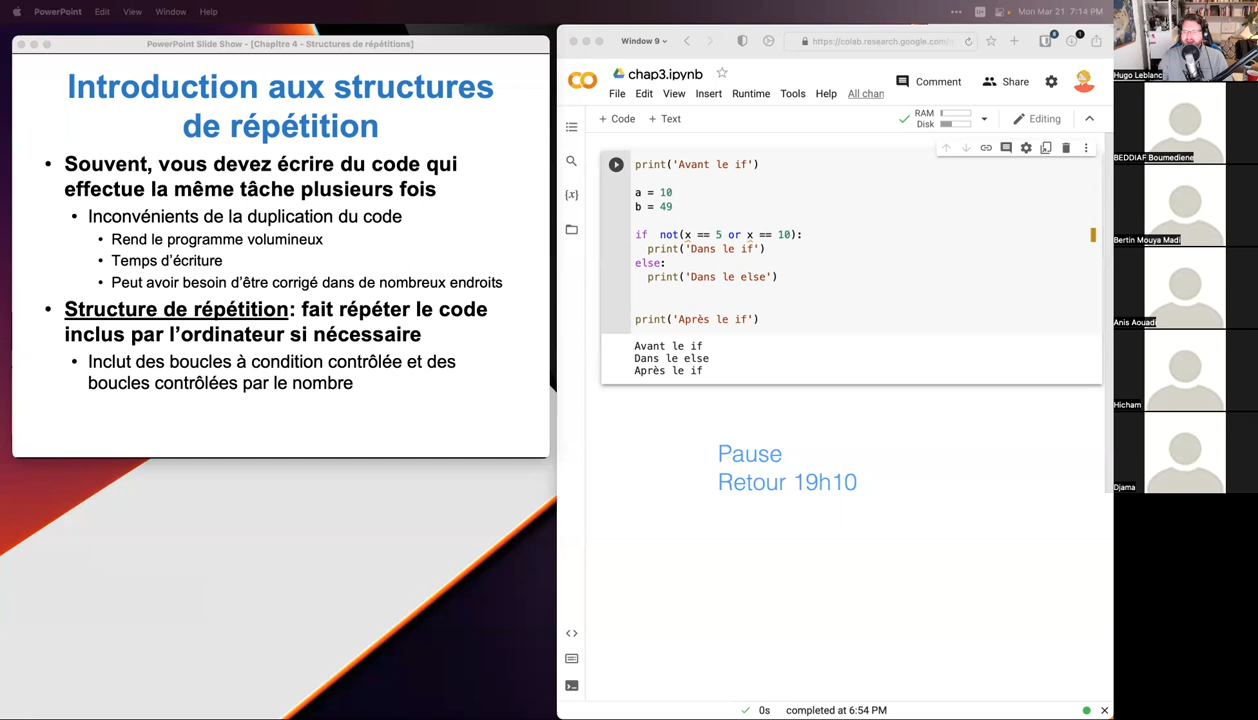 PowerPoint Edit View Window Help
Mon Mar 21 7:14 PM
PowerPoint Slide Show - [Chapitre 4 - Structures de répétitions]
Introduction aux structures
de répétition
• Souvent, vous devez écrire du code qui
effectue la même tâche plusieurs fois
• Inconvénients de la duplication du code
• Rend le programme volumineux
• Temps d'écriture
• Peut avoir besoin d'être corrigé dans de nombreux endroits
• Structure de répétition: fait répéter le code
inclus par l'ordinateur si nécessaire
• Inclut des boucles à condition contrôlée et des
boucles contrôlées par le nombre
Window 9
https://colab.research.google.com/
chap3.ipynb
Comment
Share
File Edit View Insert Runtime Tools Help All chan
+ Code + Text
RAM
Disk
Editing
print('Avant le if')
a = 10
b = 49
if not(x == 5 or x == 10):
print('Dans le if')
else:
print('Dans le else')
print('Après le if')
Avant le if
Dans le else
Après le if
Pause
Retour 19h10
0s completed at 6:54 PM
Hugo Leblanc
BEDDIAF Boumediene
Bertin Mouya Madi
Anis Aouadi
Hicham
Djama